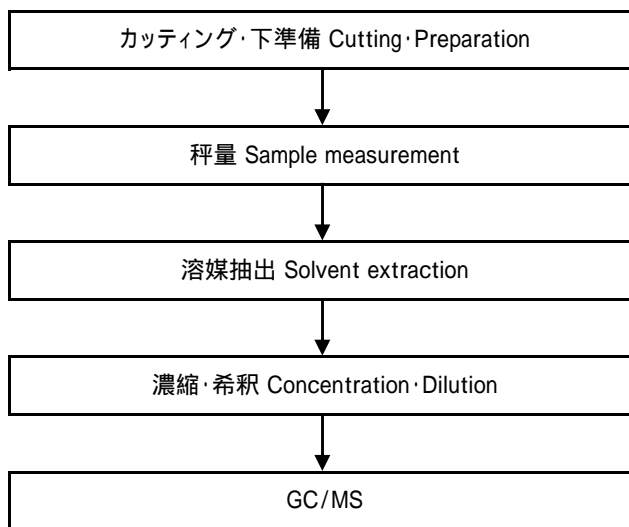 カッティング・下準備 Cutting・Preparation
秤量 Sample measurement
溶媒抽出 Solvent extraction
濃縮・希釈 Concentration・Dilution
GC/MS